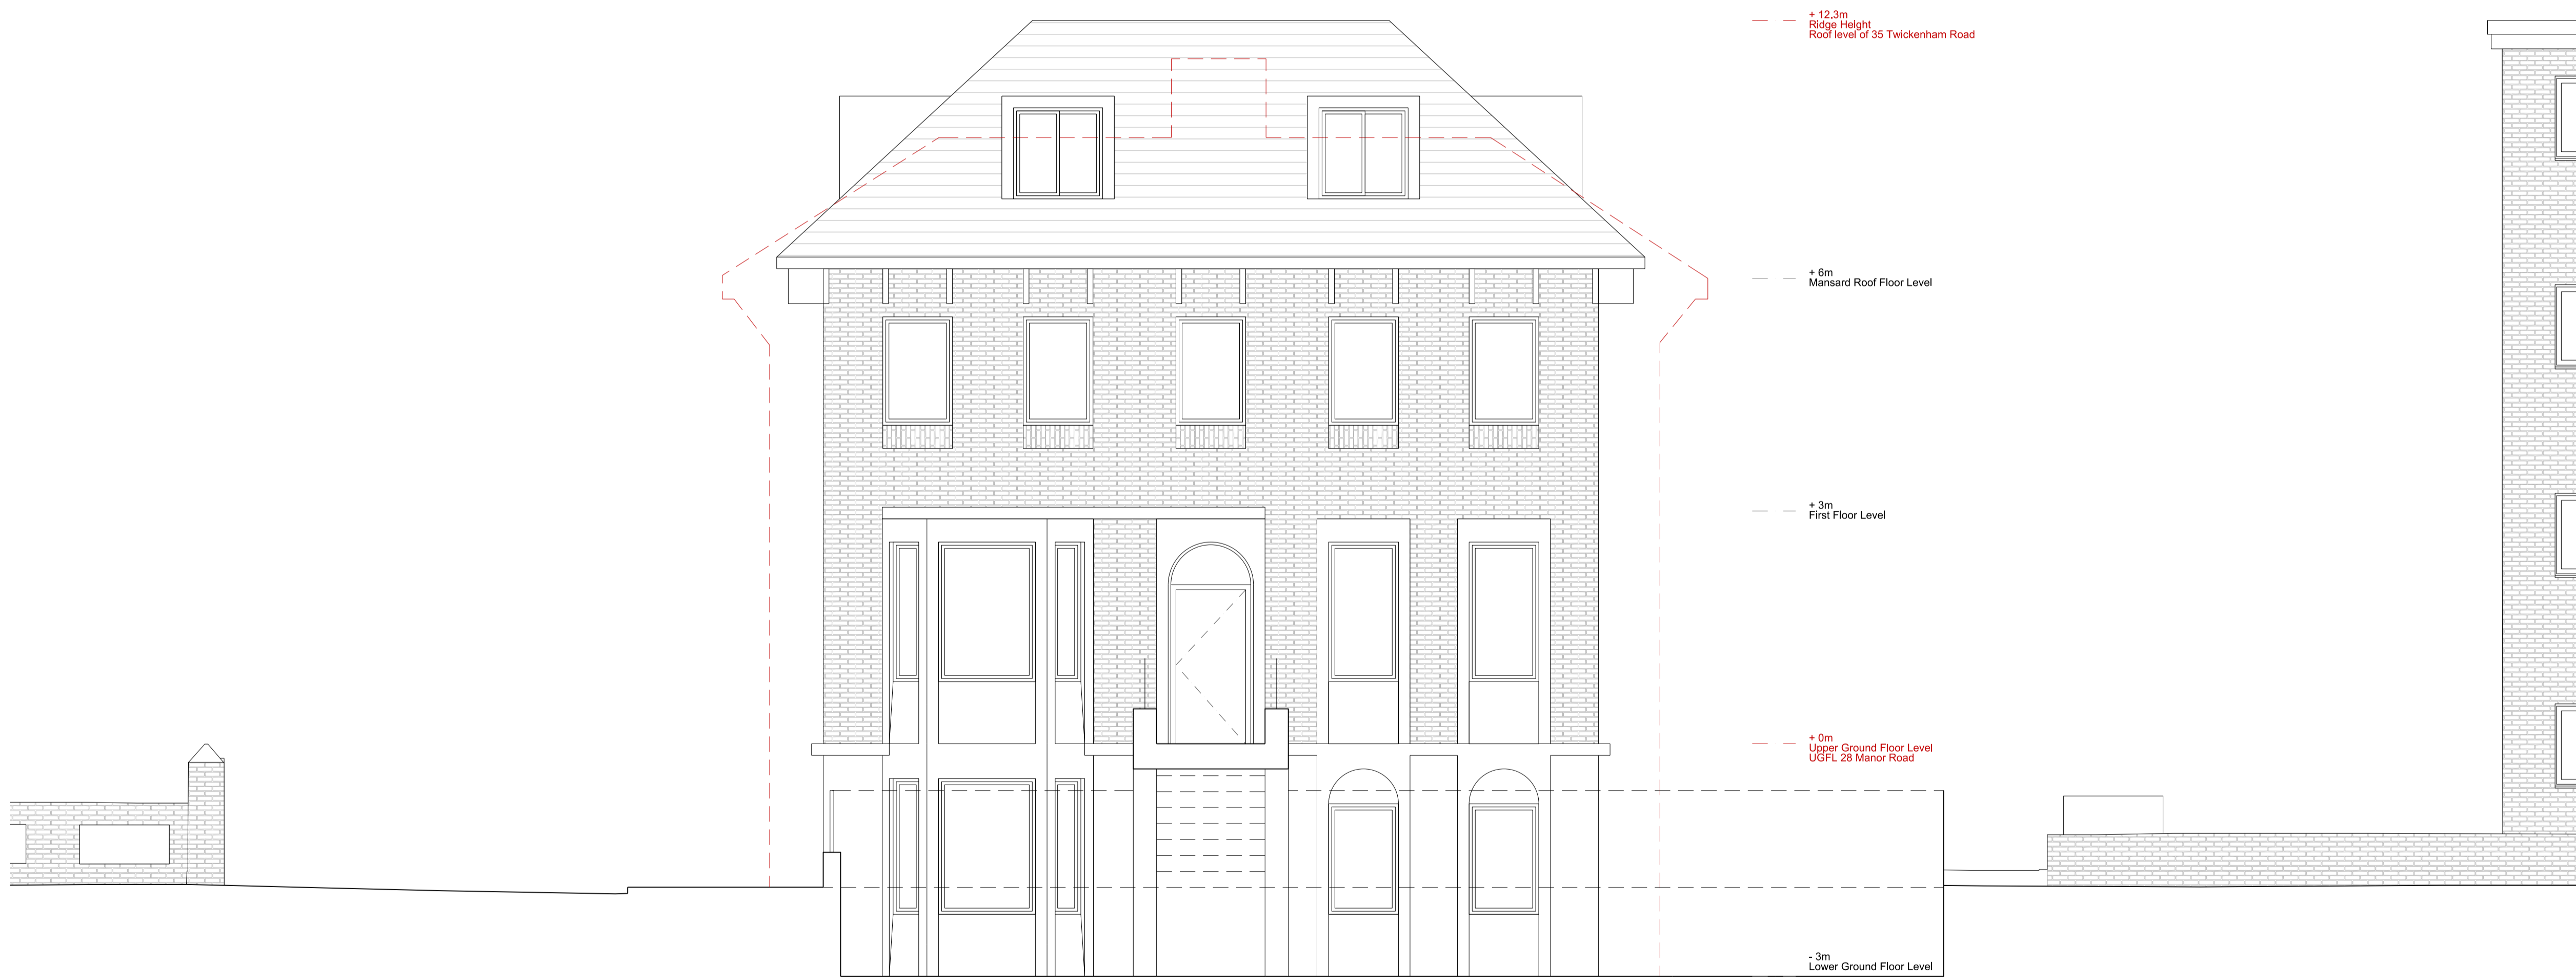 + 12.3m
Ridge Height
Roof level of 35 Twickenham Road
+ 6m
Mansard Roof Floor Level
+ 3m
First Floor Level
+ 0m
Upper Ground Floor Level
UGFL 28 Manor Road
- 3m
Lower Ground Floor Level